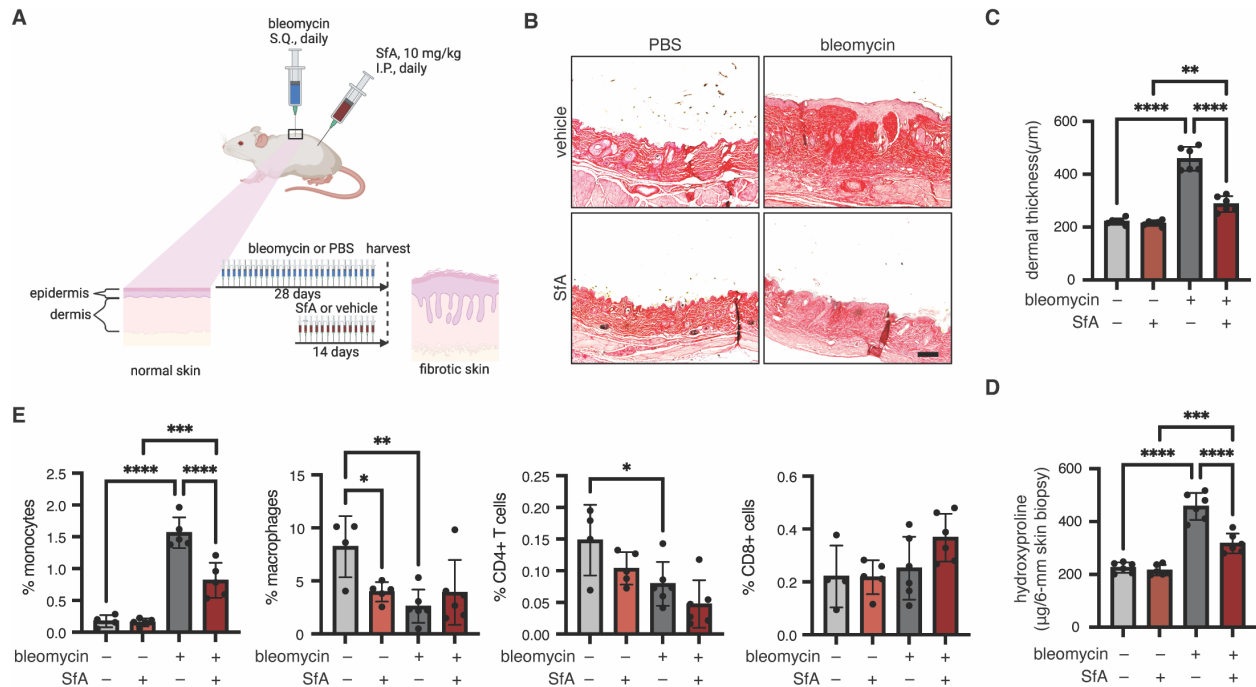 A
bleomycin
S.Q., daily
SfA, 10 mg/kg
I.P., daily
bleomycin or PBS
harvest
28 days
SfA or vehicle
14 days
epidermis
dermis
normal skin
fibrotic skin
B
PBS
bleomycin
vehicle
SfA
C
**
**** ****
dermal thickness(μm)
600
400
200
0
bleomycin – – + +
SfA – + – +
D
***
**** ****
hydroxyproline
(μg/6-mm skin biopsy)
600
400
200
0
bleomycin – – + +
SfA – + – +
E
***
**** ****
% monocytes
2.5
2.0
1.5
1.0
0.5
0.0
bleomycin – – + +
SfA – + – +
**
*
% macrophages
15
10
5
0
bleomycin – – + +
SfA – + – +
*
% CD4+ T cells
0.25
0.20
0.15
0.10
0.05
0.00
bleomycin – – + +
SfA – + – +
% CD8+ cells
0.6
0.4
0.2
0.0
bleomycin – – + +
SfA – + – +